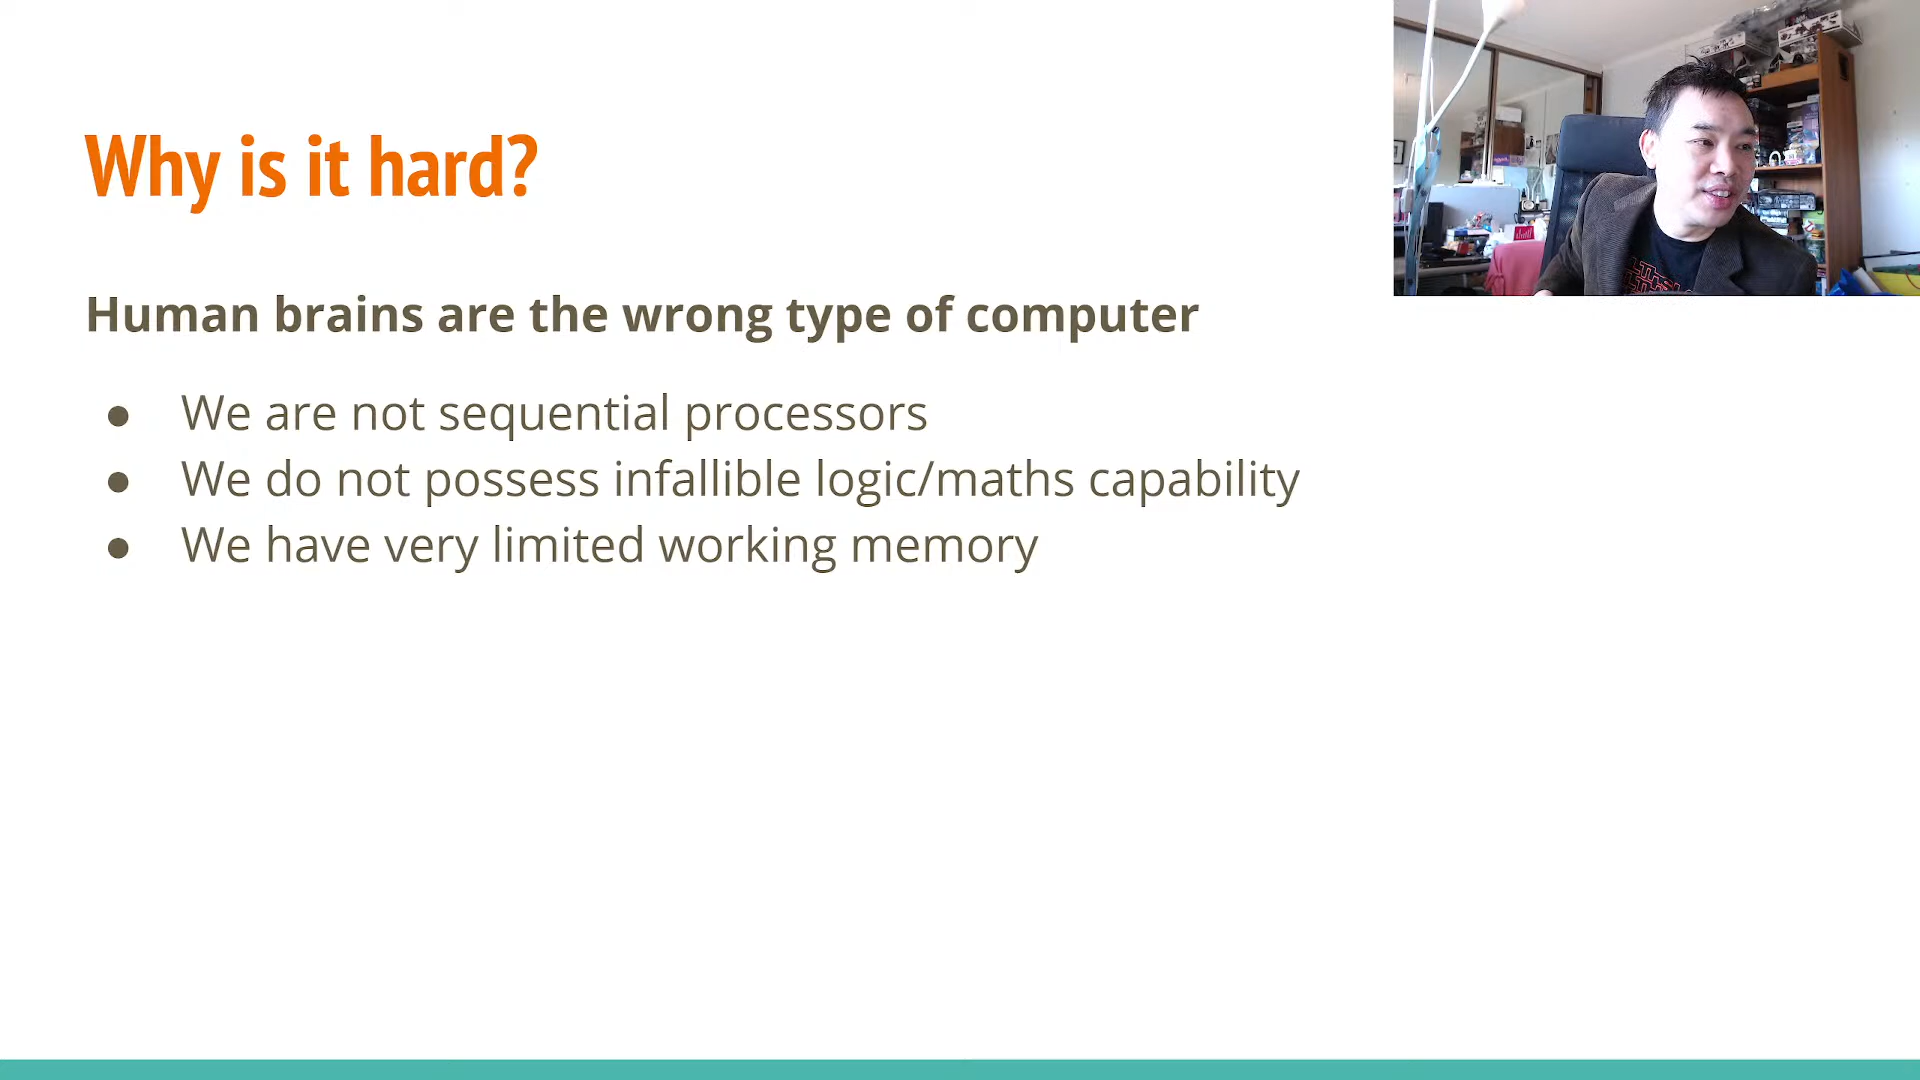 Why is it hard?
Human brains are the wrong type of computer
● We are not sequential processors
● We do not possess infallible logic/maths capability
● We have very limited working memory